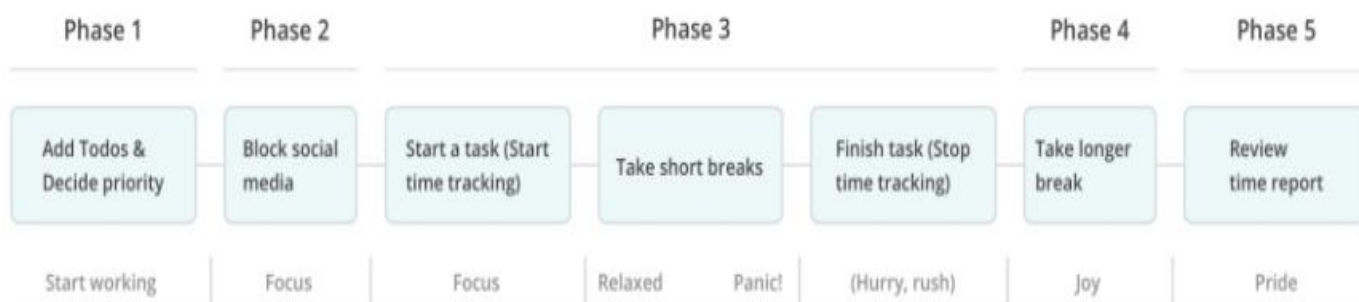 Phase 1 Phase 2 Phase 3 Phase 4 Phase 5
Add Todos &
Decide priority
Block social
media
Start a task (Start
time tracking)
Take short breaks
Finish task (Stop
time tracking)
Take longer
break
Review
time report
Start working Focus Focus Relaxed Panic! (Hurry, rush) Joy Pride